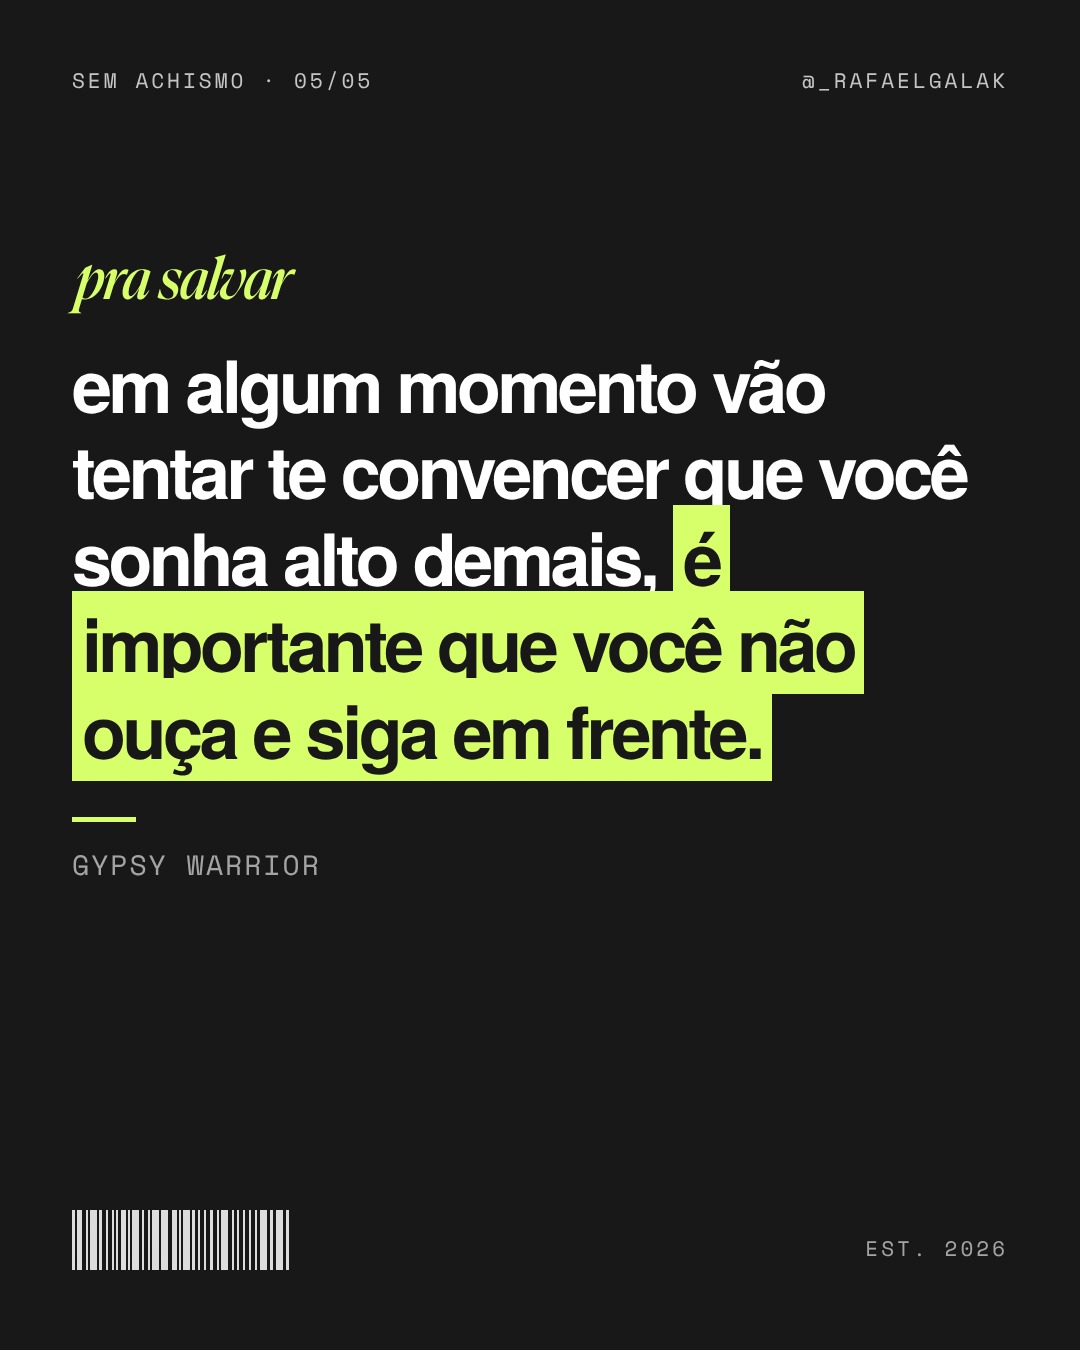 SEM ACHISMO · 05/05
@_RAFAELGALAK
pra salvar
em algum momento vão
tentar te convencer que você
sonha alto demais, é
importante que você não
ouça e siga em frente.
GYPSY WARRIOR
EST. 2026